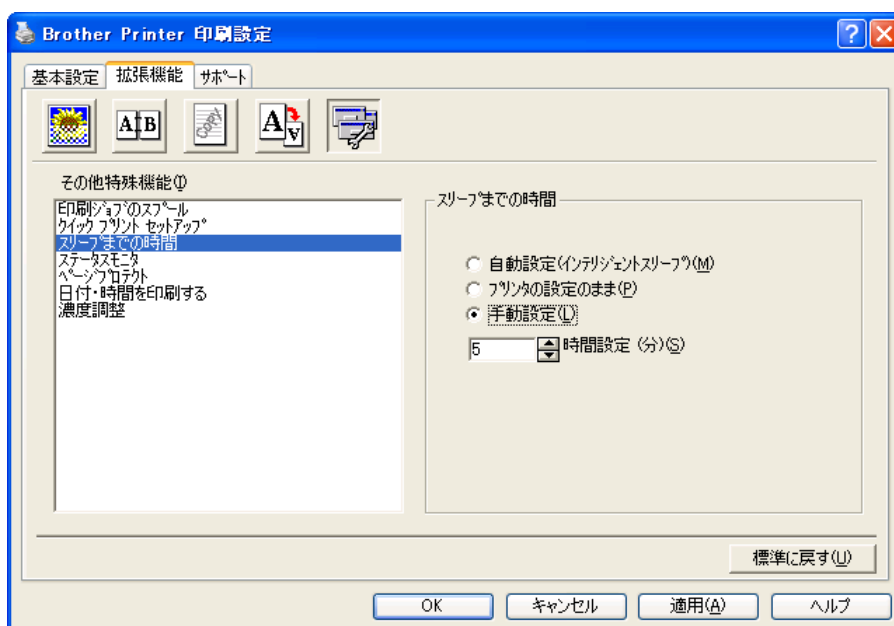 Brother Printer 印刷設定
基本設定 拡張機能 ｻﾎﾟｰﾄ
A B
COPY
A V
その他特殊機能(I)
印刷ｼﾞｮﾌﾞのｽﾌﾟｰﾙ
ｸｲｯｸ ﾌﾟﾘﾝﾄ ｾｯﾄｱｯﾌﾟ
ｽﾘｰﾌﾟまでの時間
ｽﾃｰﾀｽﾓﾆﾀ
ﾍﾟｰｼﾞﾌﾟﾛﾃｸﾄ
日付・時間を印刷する
濃度調整
ｽﾘｰﾌﾟまでの時間
自動設定(ｲﾝﾃﾘｼﾞｪﾝﾄｽﾘｰﾌﾟ)(M)
ﾌﾟﾘﾝﾀの設定のまま(P)
手動設定(L)
5 時間設定 (分)(S)
標準に戻す(U)
OK キャンセル 適用(A) ヘルプ